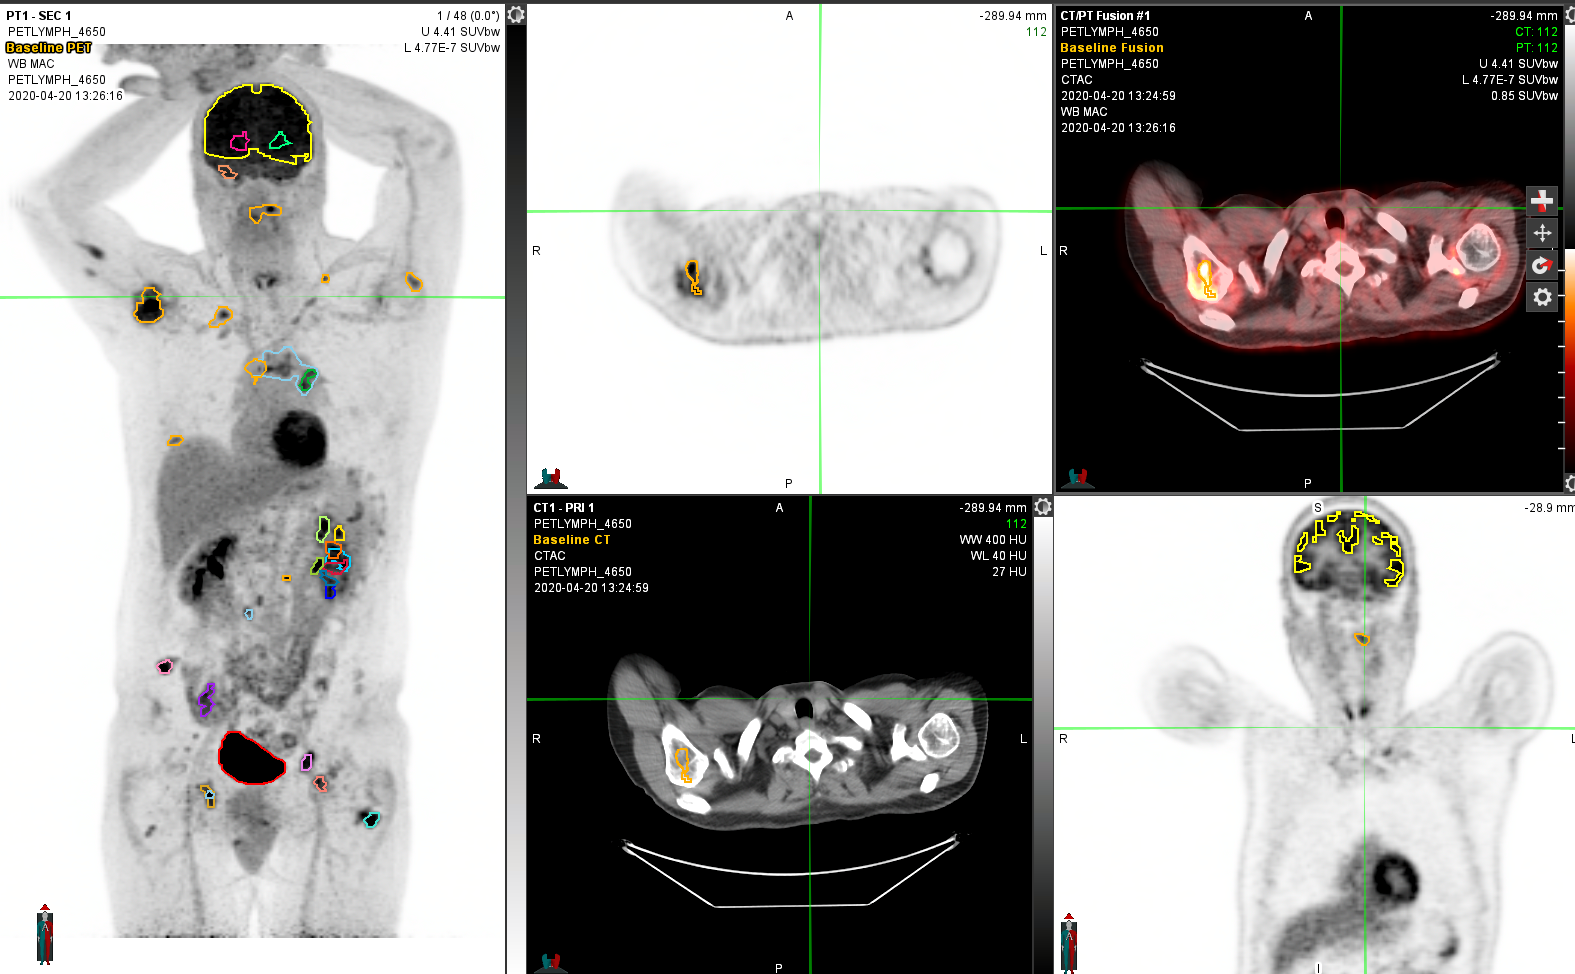 PT1 - SEC 1
PETLYMPH_4650
Baseline PET
WB MAC
PETLYMPH_4650
2020-04-20 13:26:16
1 / 48 (0.0°)
U 4.41 SUVbw
L 4.77E-7 SUVbw
A
A
-289.94 mm
112
R
L
P
CT/PT Fusion #1
PETLYMPH_4650
Baseline Fusion
PETLYMPH_4650
CTAC
2020-04-20 13:24:59
WB MAC
2020-04-20 13:26:16
A
-289.94 mm
CT: 112
PT: 112
U 4.41 SUVbw
L 4.77E-7 SUVbw
0.85 SUVbw
R
P
CT1 - PRI 1
PETLYMPH_4650
Baseline CT
CTAC
PETLYMPH_4650
2020-04-20 13:24:59
A
-289.94 mm
112
WW 400 HU
WL 40 HU
27 HU
R
L
P
S
-28.9 mm
R
L
A
I